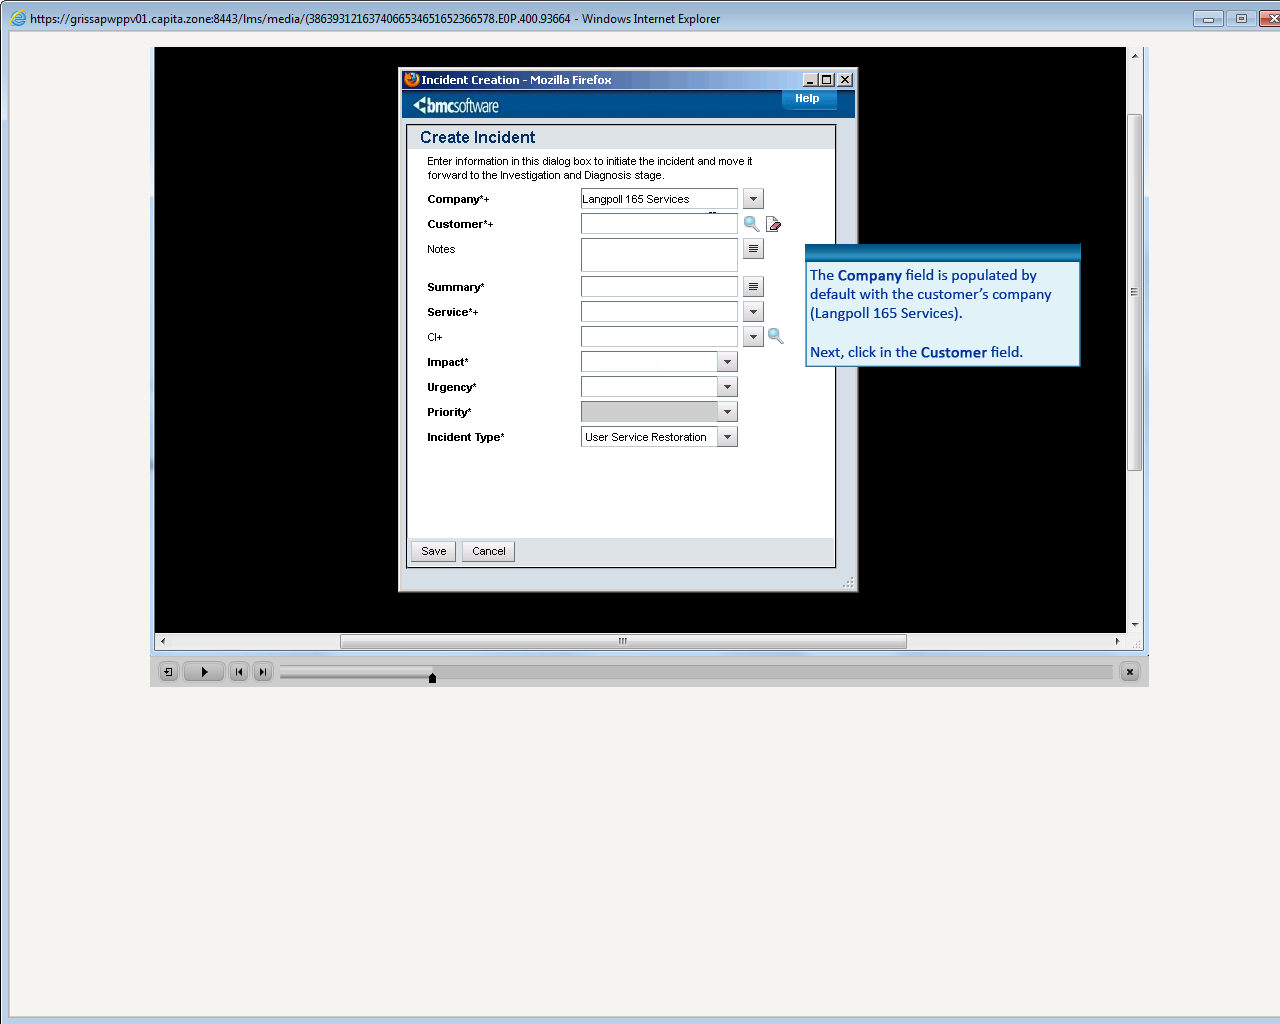 https://grissapwppv01.capita.zone:8443/lms/media/(3863931216374066534651652366578.E0P.400.93664 - Windows Internet Explorer
Incident Creation - Mozilla Firefox
bmcsoftware
Help
Create Incident
Enter information in this dialog box to initiate the incident and move it
forward to the Investigation and Diagnosis stage.
Company*+
Langpoll 165 Services
Customer*+
Notes
Summary*
Service*+
CI+
Impact*
Urgency*
Priority*
Incident Type*
User Service Restoration
Save
Cancel
The Company field is populated by
default with the customer’s company
(Langpoll 165 Services).
Next, click in the Customer field.